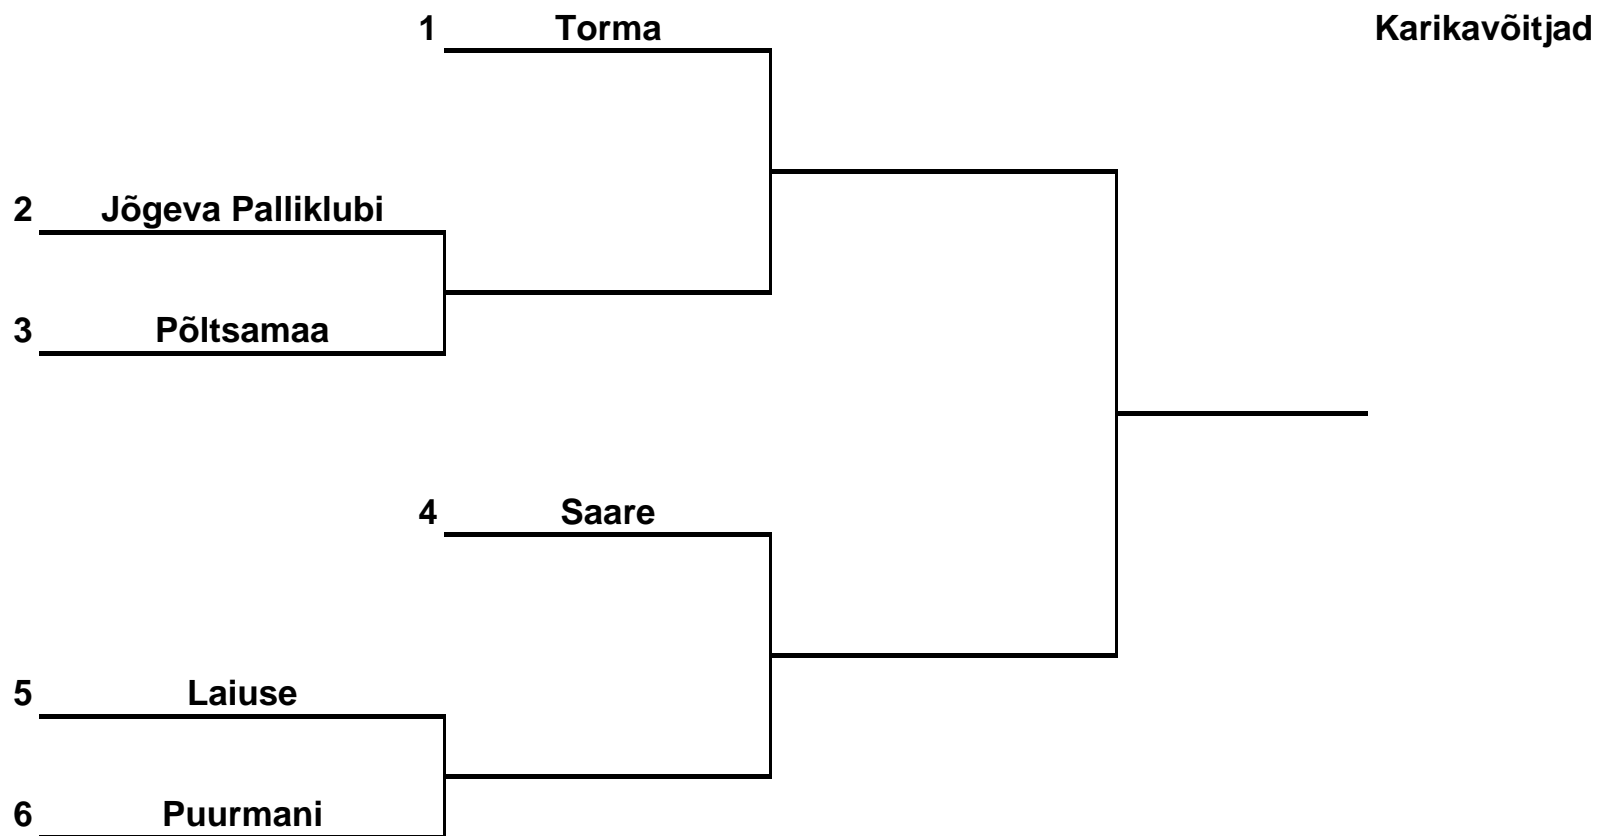 1 Torma Karikavõitjad
2 Jõgeva Palliklubi
3 Põltsamaa
4 Saare
5 Laiuse
6 Puurmani